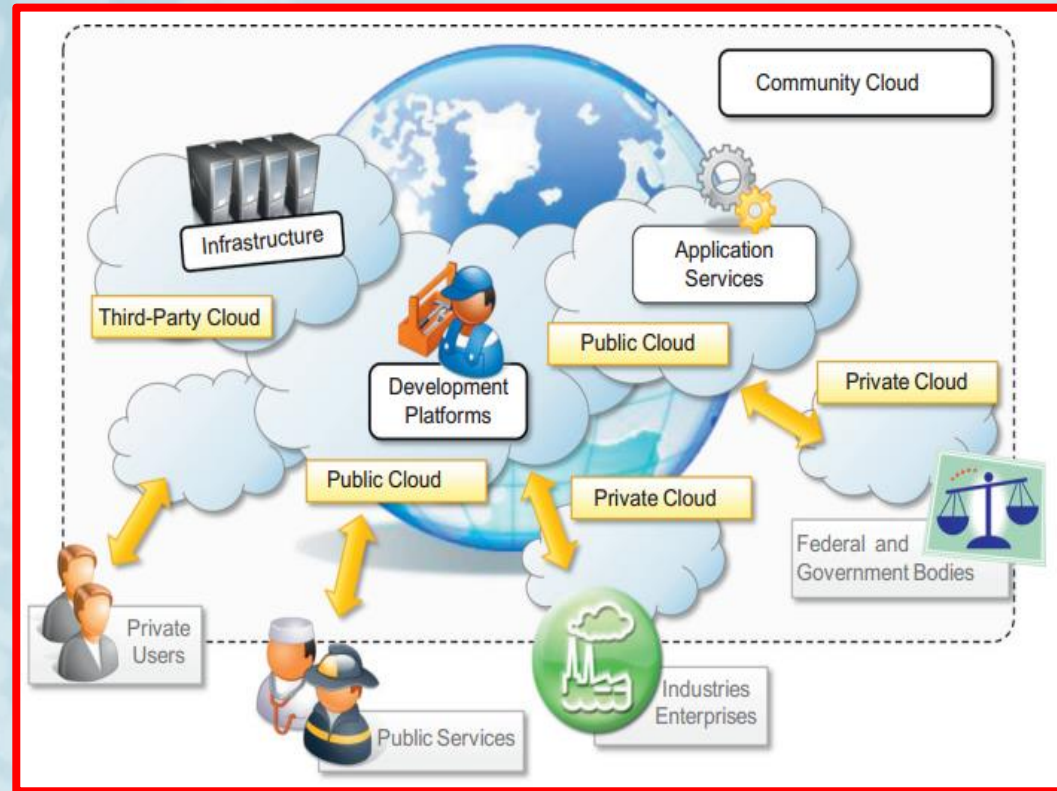 Community Cloud
Infrastructure
Application
Services
Third-Party Cloud
Public Cloud
Development
Platforms
Private Cloud
Public Cloud
Private Cloud
Federal and
Government Bodies
Private
Users
Industries
Enterprises
Public Services